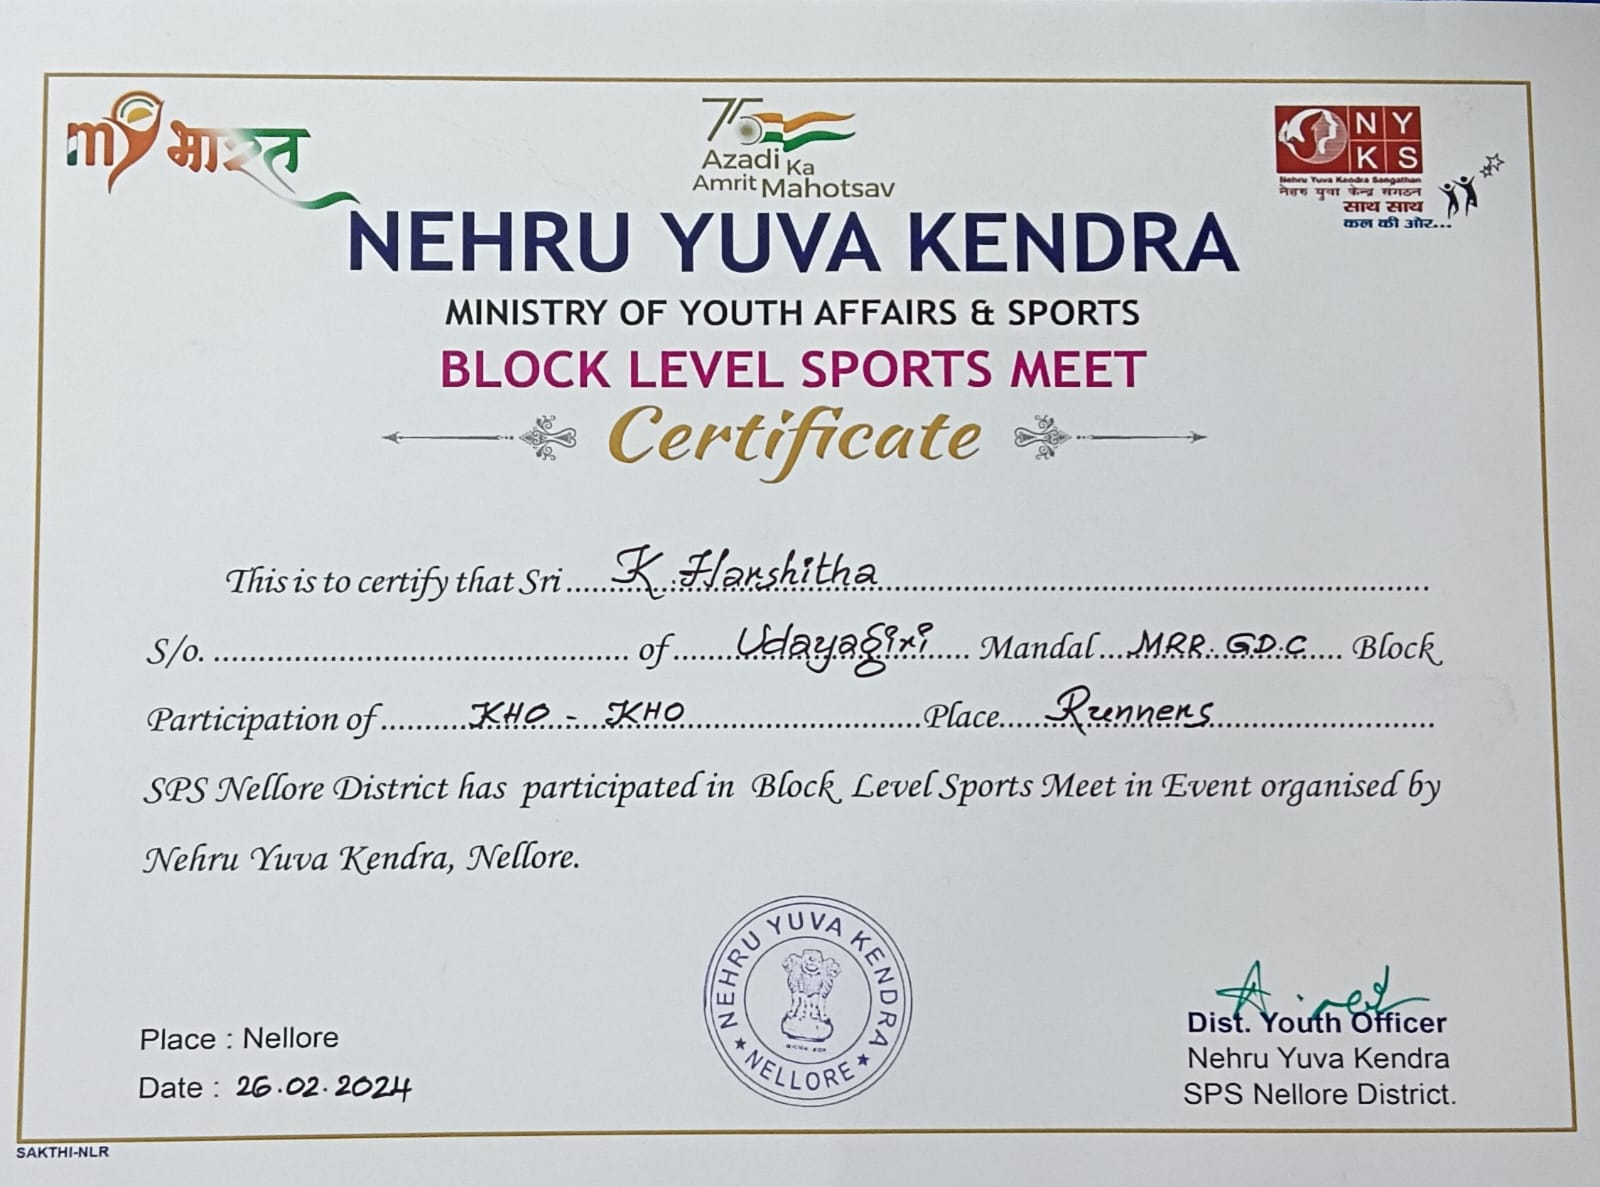 my भारत
75
Azadi Ka
Amrit Mahotsav
NYKS
Nehru Yuva Kendra Sangathan
नेहरु युवा केन्द्र संगठन
साथ साथ
कल की ओर...
NEHRU YUVA KENDRA
MINISTRY OF YOUTH AFFAIRS & SPORTS
BLOCK LEVEL SPORTS MEET
Certificate
This is to certify that Sri......K. Harshitha......
S/o. ...... of ......Udayagiri...... Mandal....MRR. GD.C.... Block
Participation of ......KHO - KHO...... Place......Runners......
SPS Nellore District has participated in Block Level Sports Meet in Event organised by
Nehru Yuva Kendra, Nellore.
NEHRU YUVA KENDRA
★ NELLORE ★
Place : Nellore
Date : 26.02.2024
Dist. Youth Officer
Nehru Yuva Kendra
SPS Nellore District.
SAKTHI-NLR